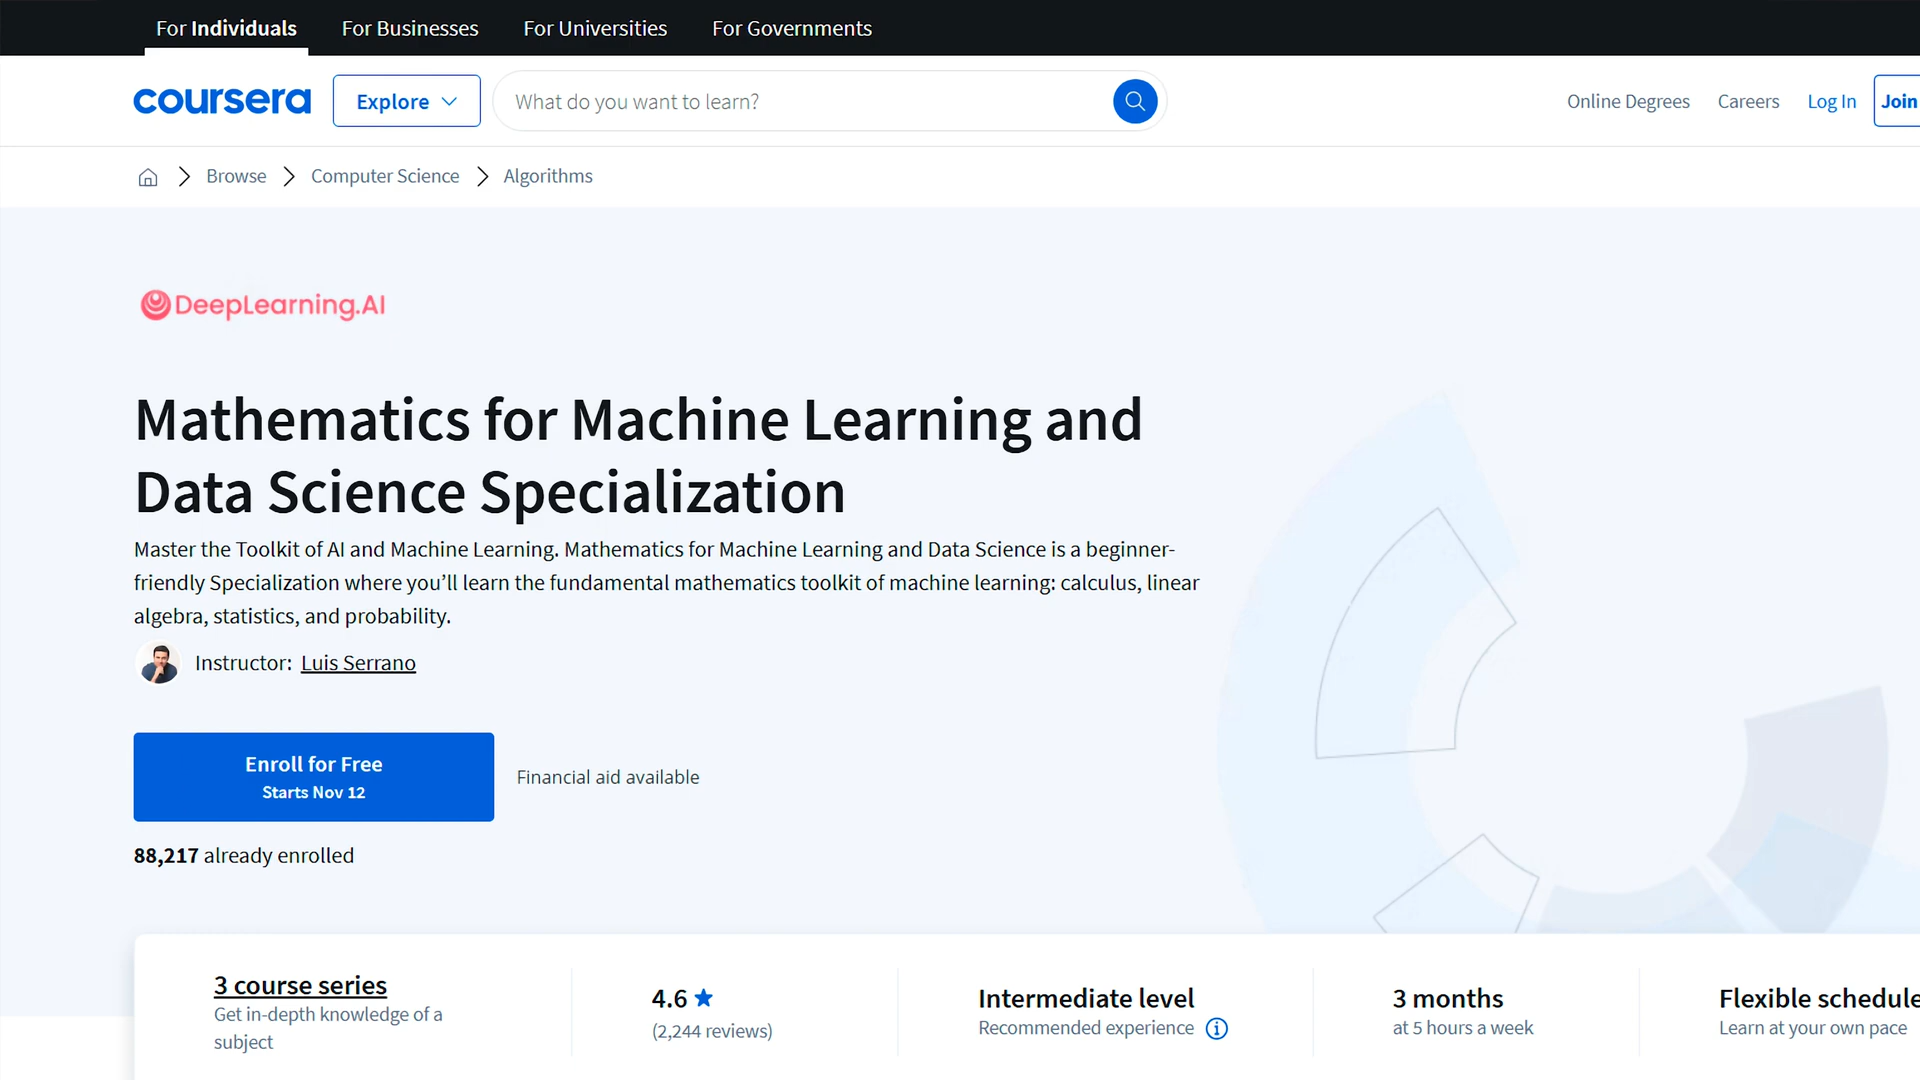 For Individuals
For Businesses
For Universities
For Governments
coursera
Explore
What do you want to learn?
Online Degrees
Careers
Log In
Join
Browse
Computer Science
Algorithms
DeepLearning.AI
Mathematics for Machine Learning and
Data Science Specialization
Master the Toolkit of AI and Machine Learning. Mathematics for Machine Learning and Data Science is a beginner-
friendly Specialization where you’ll learn the fundamental mathematics toolkit of machine learning: calculus, linear
algebra, statistics, and probability.
Instructor: Luis Serrano
Enroll for Free
Starts Nov 12
Financial aid available
88,217 already enrolled
3 course series
Get in-depth knowledge of a
subject
4.6
(2,244 reviews)
Intermediate level
Recommended experience
3 months
at 5 hours a week
Flexible schedule
Learn at your own pace